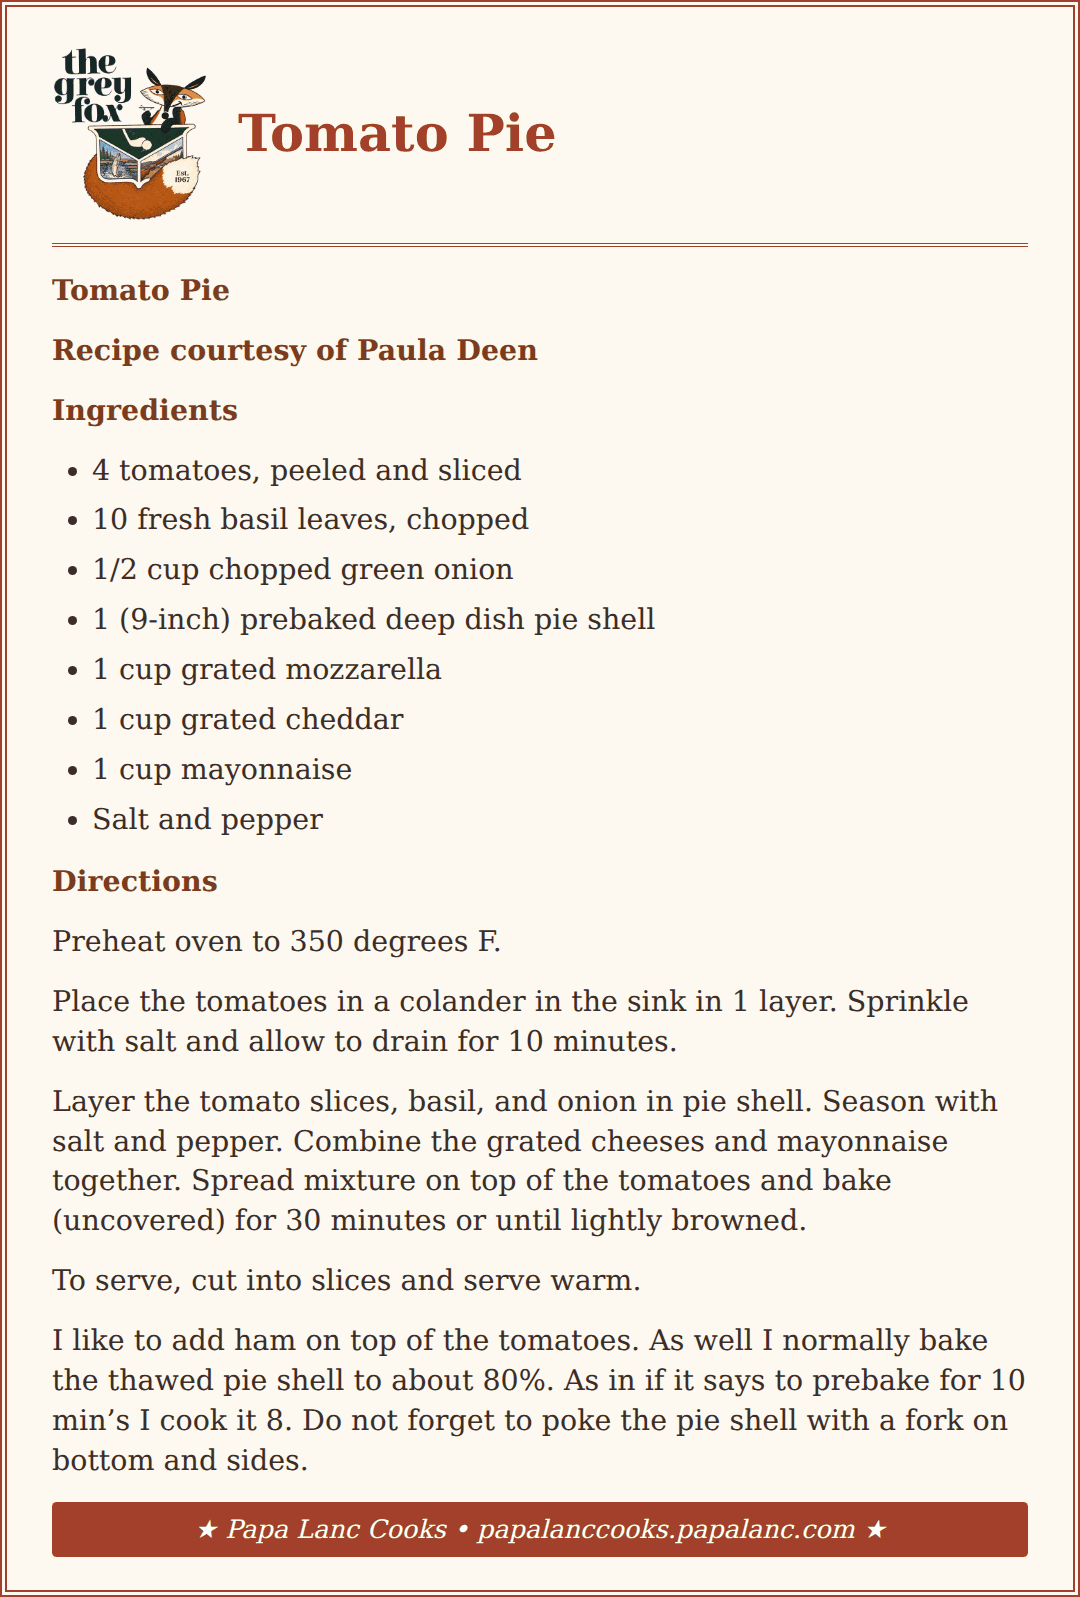 the
grey
fox
Est.
1967
Tomato Pie
Tomato Pie
Recipe courtesy of Paula Deen
Ingredients
• 4 tomatoes, peeled and sliced
• 10 fresh basil leaves, chopped
• 1/2 cup chopped green onion
• 1 (9-inch) prebaked deep dish pie shell
• 1 cup grated mozzarella
• 1 cup grated cheddar
• 1 cup mayonnaise
• Salt and pepper
Directions
Preheat oven to 350 degrees F.
Place the tomatoes in a colander in the sink in 1 layer. Sprinkle
with salt and allow to drain for 10 minutes.
Layer the tomato slices, basil, and onion in pie shell. Season with
salt and pepper. Combine the grated cheeses and mayonnaise
together. Spread mixture on top of the tomatoes and bake
(uncovered) for 30 minutes or until lightly browned.
To serve, cut into slices and serve warm.
I like to add ham on top of the tomatoes. As well I normally bake
the thawed pie shell to about 80%. As in if it says to prebake for 10
min’s I cook it 8. Do not forget to poke the pie shell with a fork on
bottom and sides.
★ Papa Lanc Cooks • papalanccooks.papalanc.com ★